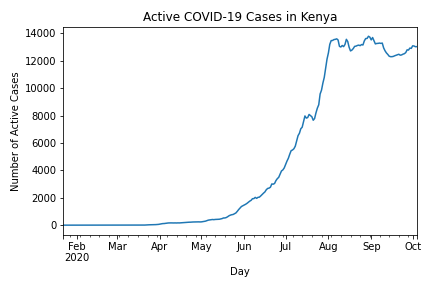 Active COVID-19 Cases in Kenya
Number of Active Cases
14000
12000
10000
8000
6000
4000
2000
0
Feb Mar Apr May Jun Jul Aug Sep Oct
2020
Day